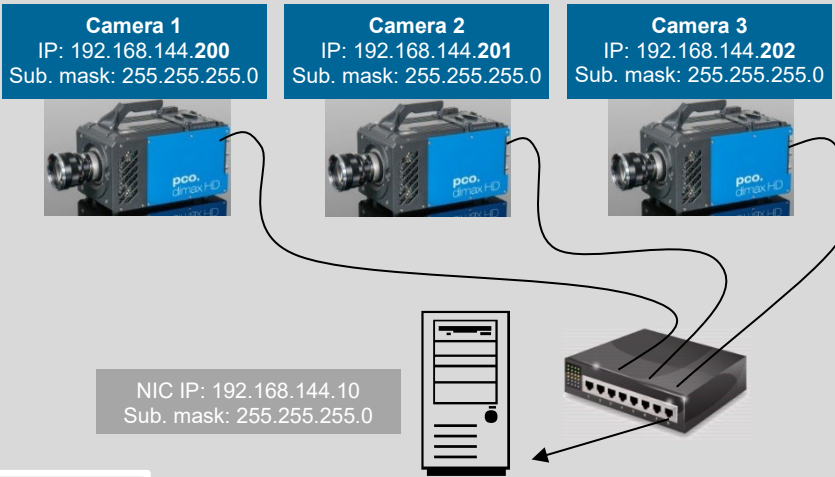 Camera 1
IP: 192.168.144.200
Sub. mask: 255.255.255.0
Camera 2
IP: 192.168.144.201
Sub. mask: 255.255.255.0
Camera 3
IP: 192.168.144.202
Sub. mask: 255.255.255.0
pco.
dimax HD
pco.
dimax HD
pco.
dimax HD
NIC IP: 192.168.144.10
Sub. mask: 255.255.255.0